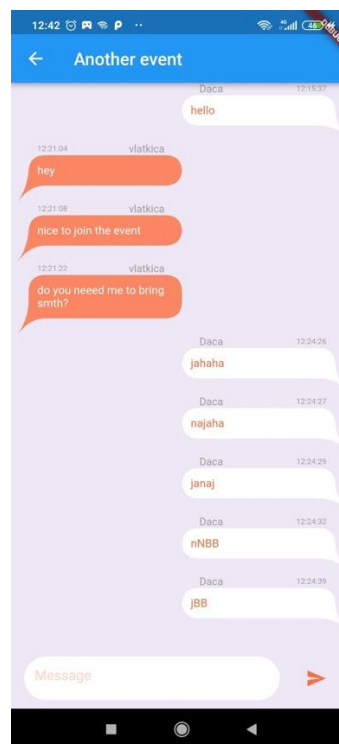 12:42
Another event
Daca 12:15:37
hello
12:21:04 vlatkica
hey
12:21:08 vlatkica
nice to join the event
12:21:22 vlatkica
do you neeed me to bring
smth?
Daca 12:24:26
jahaha
Daca 12:24:27
najaha
Daca 12:24:29
janaj
Daca 12:24:32
nNBB
Daca 12:24:39
jBB
Message